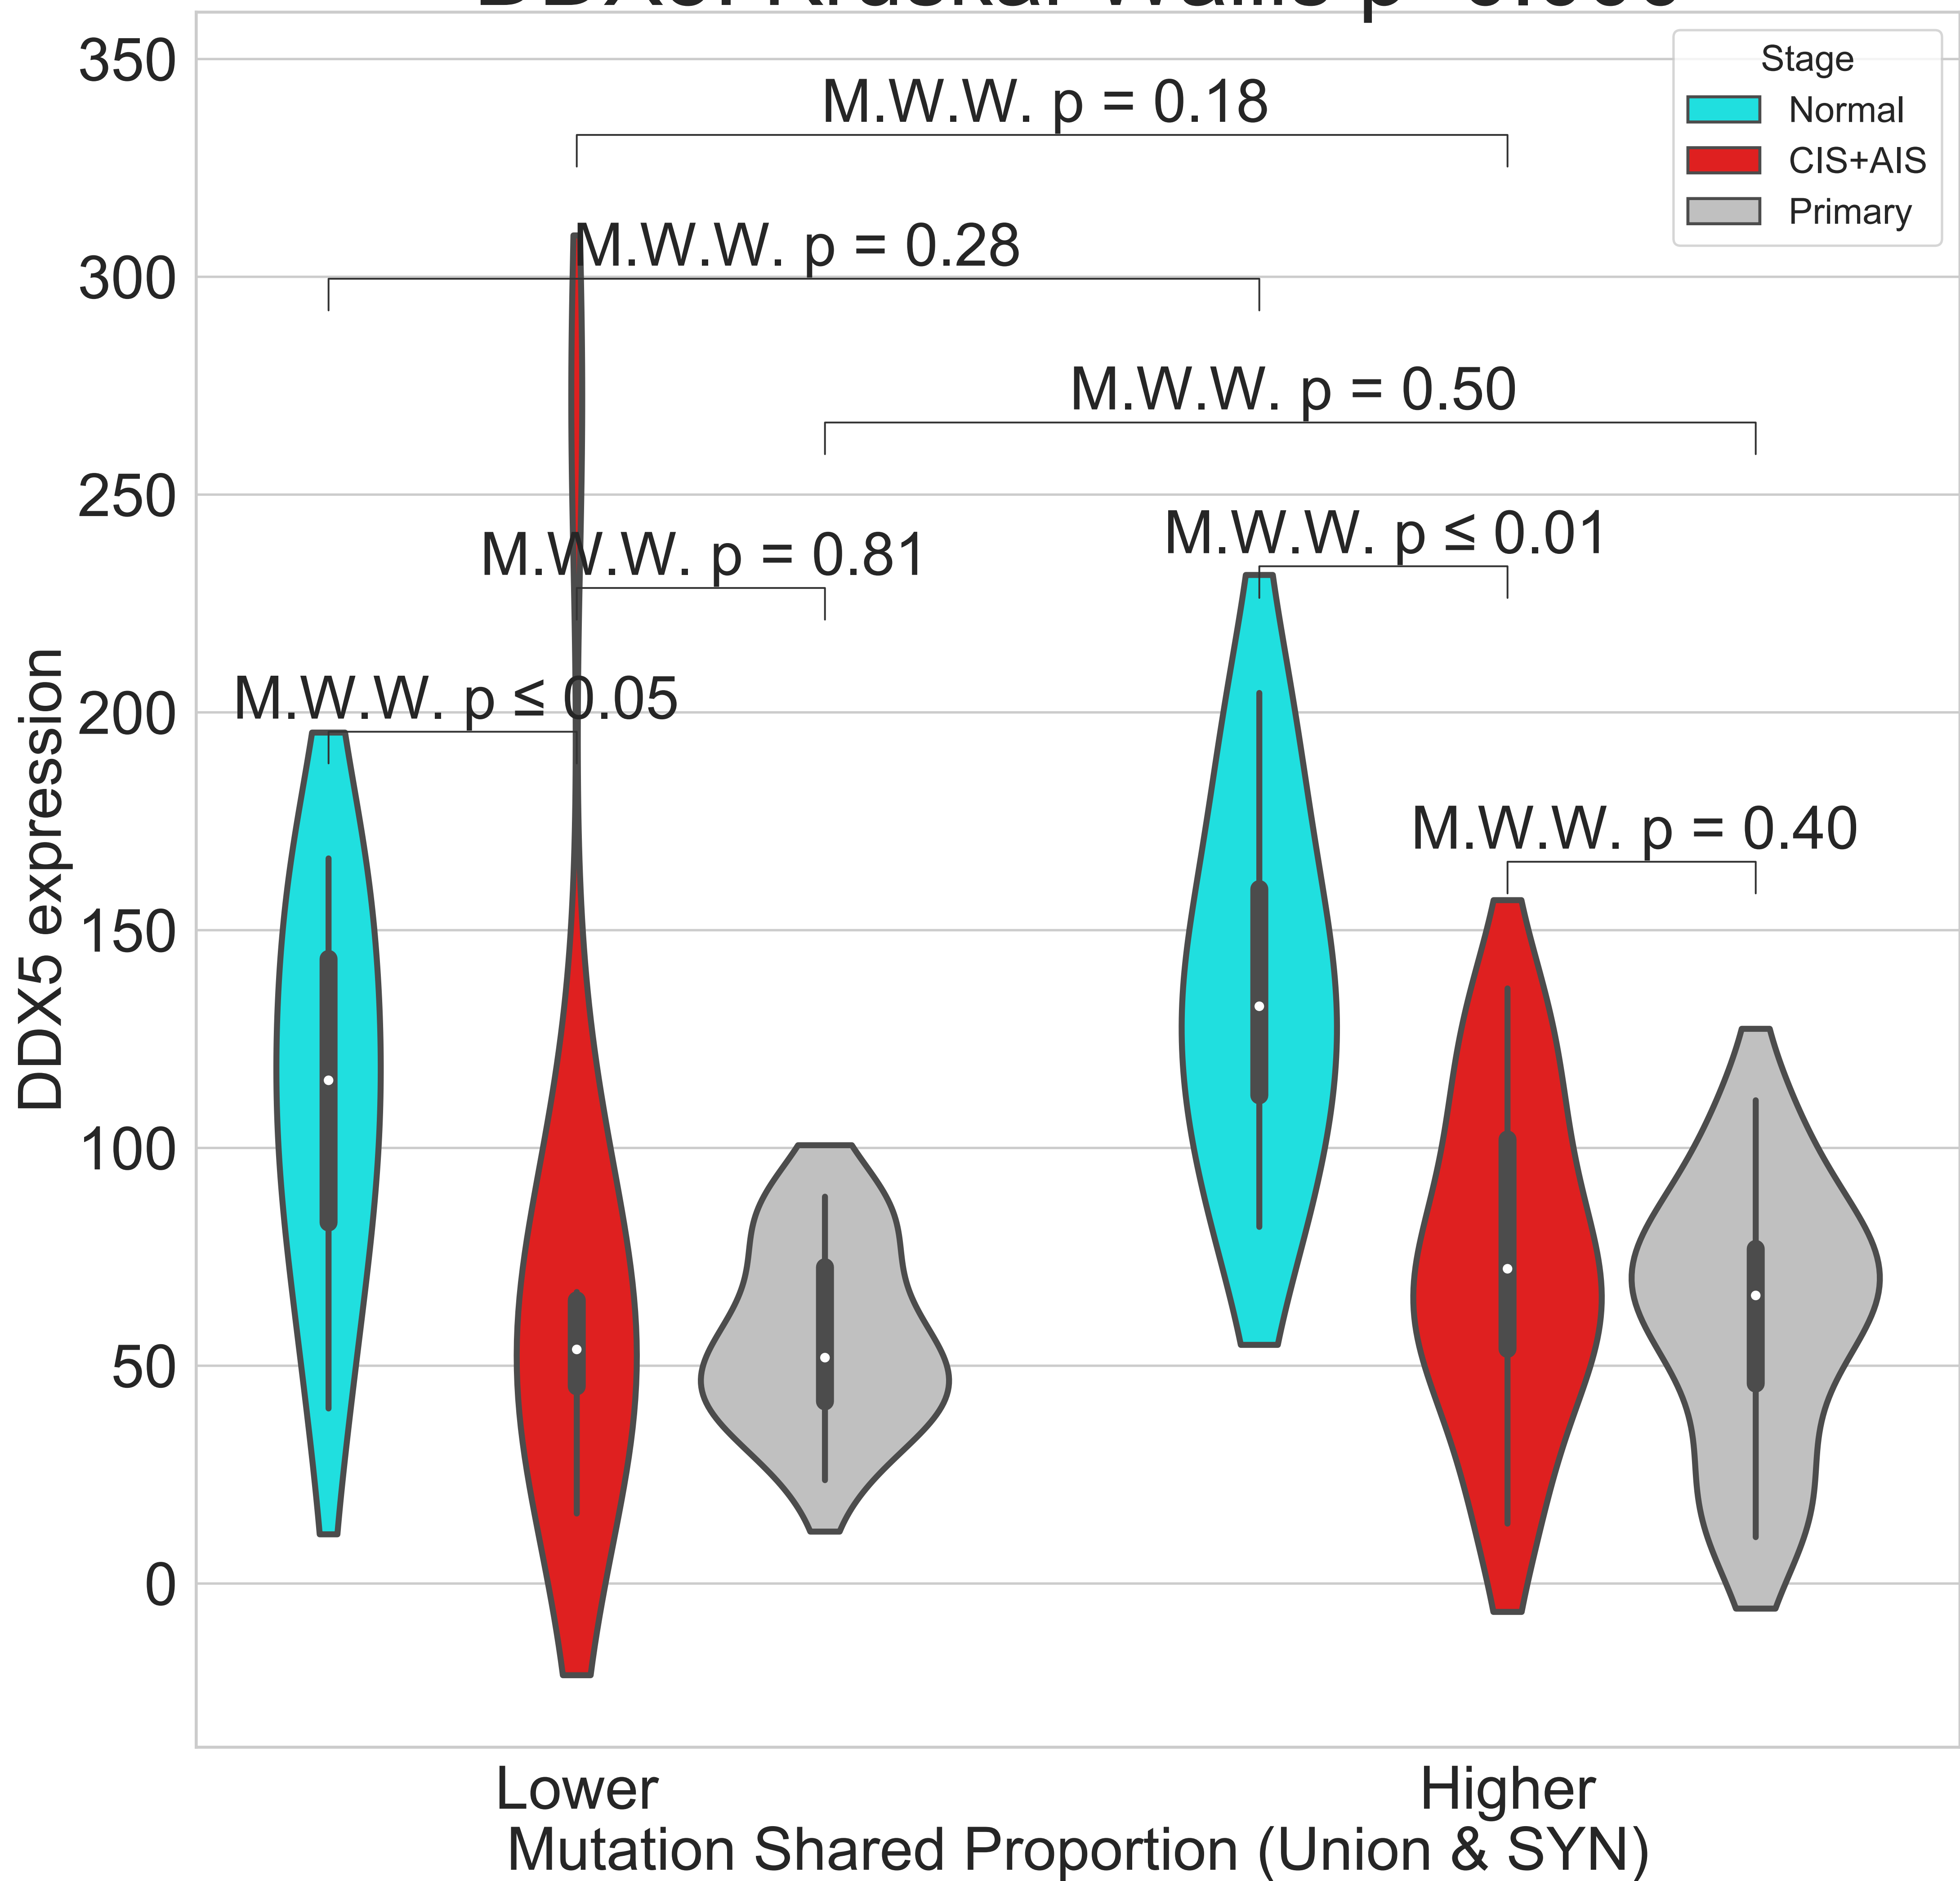 350
300
250
200
150
100
50
0
DDX5 expression
M.W.W. p = 0.18
M.W.W. p = 0.28
M.W.W. p = 0.50
M.W.W. p = 0.81
M.W.W. p ≤ 0.01
M.W.W. p ≤ 0.05
M.W.W. p = 0.40
Stage
Normal
CIS+AIS
Primary
Lower
Higher
Mutation Shared Proportion (Union & SYN)